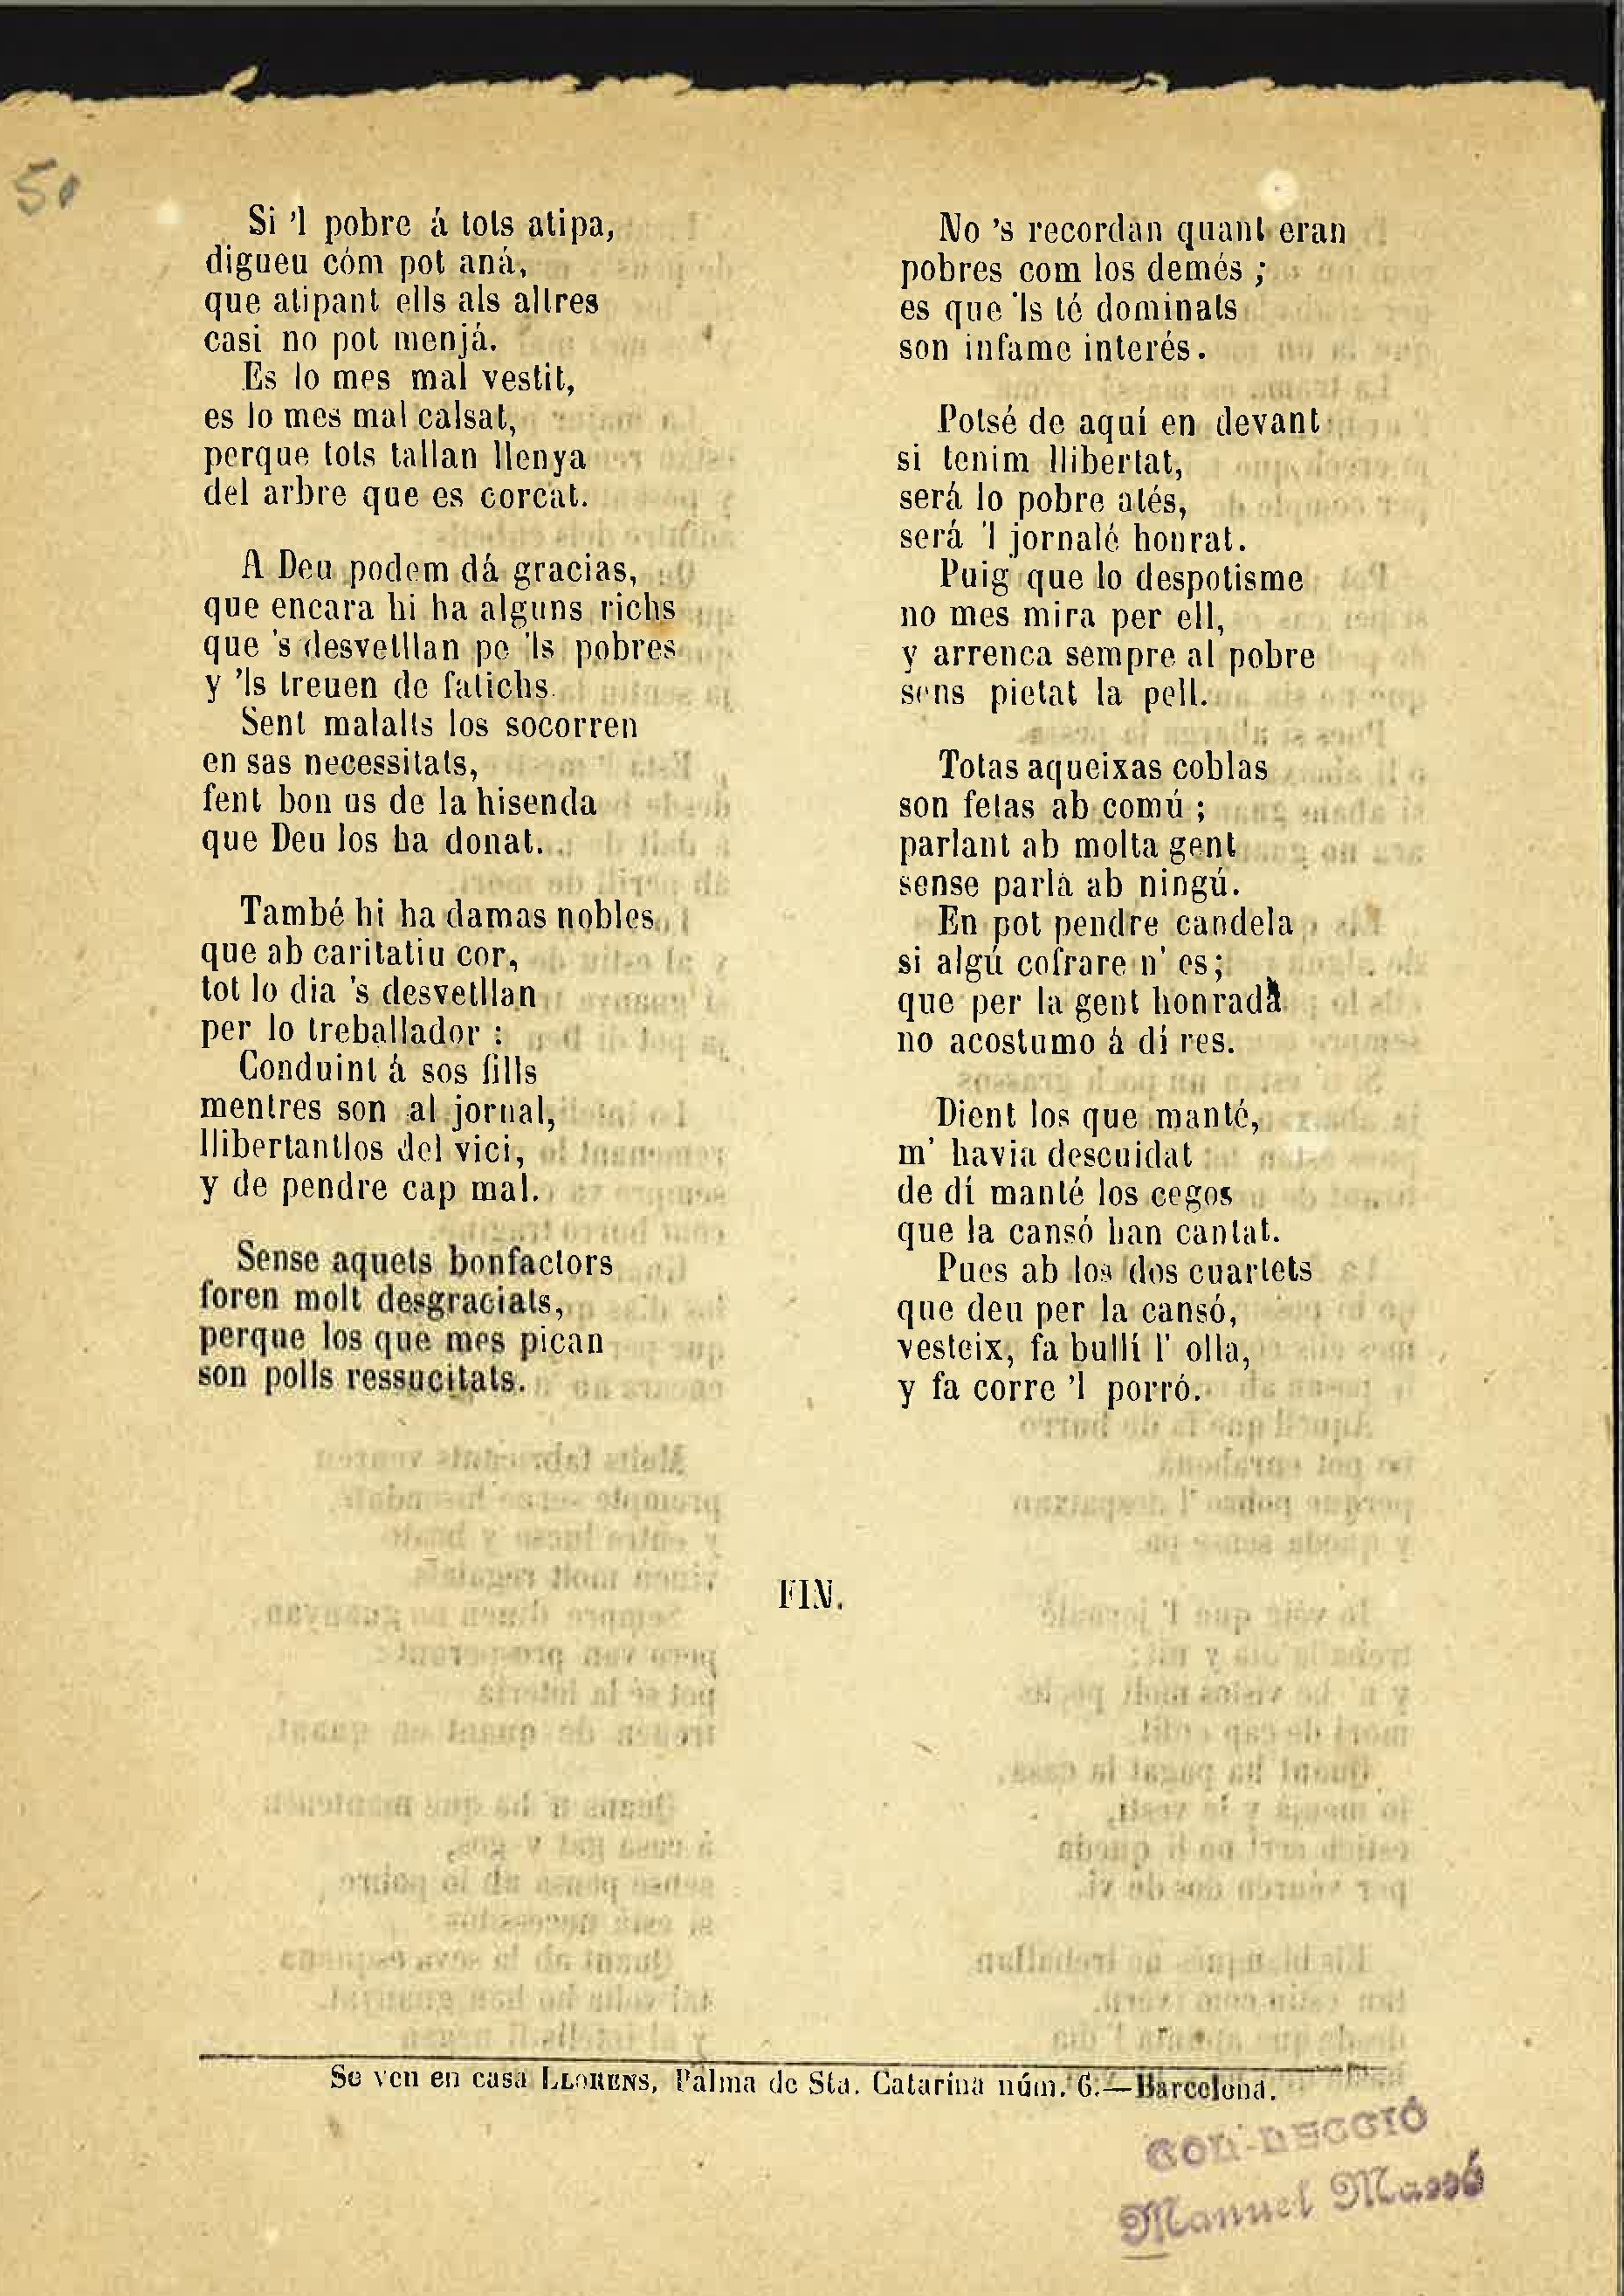 50
Si 'l pobre á tots atipa,
digueu cóm pot aná,
que atipant ells als altres
casi no pot menjá.
Es lo mes mal vestit,
es lo mes mal calsat,
perque tots tallan llenya
del arbre que es corcat.
A Deu podem dá gracias,
que encara hi ha alguns richs
que 's desvetllan pe 'ls pobres
y 'ls treuen de fatichs.
Sent malalts los socorren
en sas necessitats,
fent bon us de la hisenda
que Deu los ha donat.
També hi ha damas nobles
que ab caritatiu cor,
tot lo dia 's desvetllan
per lo treballador :
Conduint á sos fills
mentres son al jornal,
llibertantlos del vici,
y de pendre cap mal.
Sense aquets bonfactors
foren molt desgraciats,
perque los que mes pican
son polls ressucitats.
No 's recordan quant eran
pobres com los demés ;
es que 'ls té dominats
son infame interés.
Potsé de aquí en devant
si tenim llibertat,
será lo pobre atés,
será 'l jornalé honrat.
Puig que lo despotisme
no mes mira per ell,
y arrenca sempre al pobre
sens pietat la pell.
Totas aqueixas coblas
son fetas ab comú ;
parlant ab molta gent
sense parlá ab ningú.
En pot pendre candela
si algú cofrare n' es;
que per la gent honrada
no acostumo á dí res.
Dient los que manté,
m' havia descuidat
de dí manté los cegos
que la cansó han cantat.
Pues ab los dos cuartets
que deu per la cansó,
vesteix, fa bullí l' olla,
y fa corre 'l porró.
FIN.
Se ven en casa LLORENS, Palma de Sta. Catarina núm. 6.—Barcelona.
COL·LECCIÓ
Manuel Massó